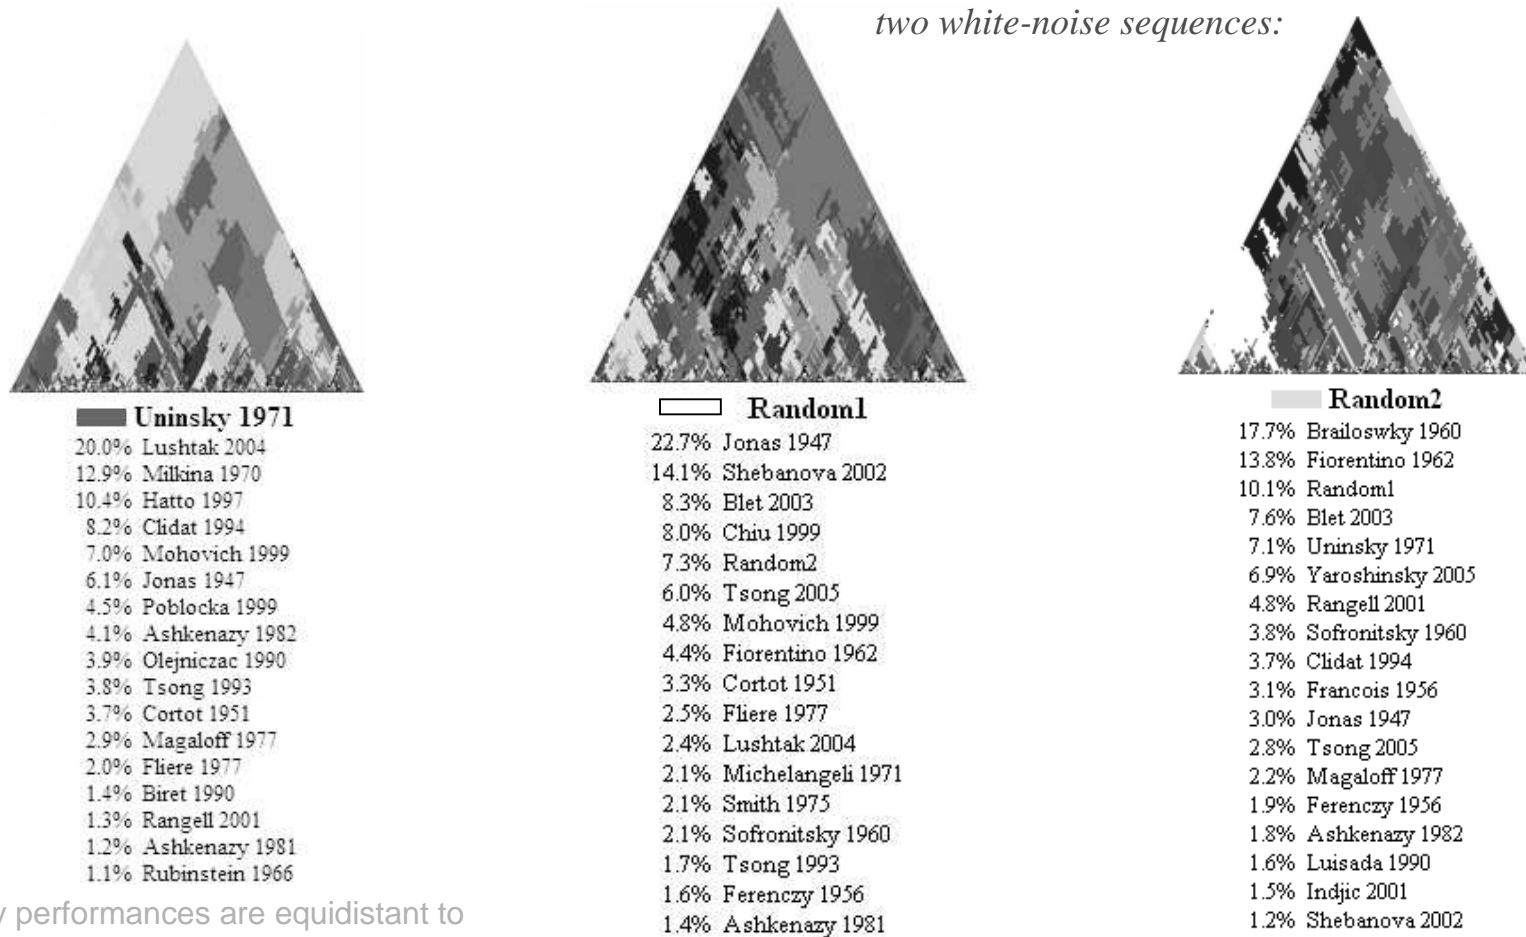 two white-noise sequences:
Uninsky 1971
20.0% Lushtak 2004
12.9% Milkina 1970
10.4% Hatto 1997
8.2% Clidat 1994
7.0% Mohovich 1999
6.1% Jonas 1947
4.5% Poblocka 1999
4.1% Ashkenazy 1982
3.9% Olejniczac 1990
3.8% Tsong 1993
3.7% Cortot 1951
2.9% Magaloff 1977
2.0% Fliere 1977
1.4% Biret 1990
1.3% Rangell 2001
1.2% Ashkenazy 1981
1.1% Rubinstein 1966
performances are equidistant to
Random1
22.7% Jonas 1947
14.1% Shebanova 2002
8.3% Blet 2003
8.0% Chiu 1999
7.3% Random2
6.0% Tsong 2005
4.8% Mohovich 1999
4.4% Fiorentino 1962
3.3% Cortot 1951
2.5% Fliere 1977
2.4% Lushtak 2004
2.1% Michelangeli 1971
2.1% Smith 1975
2.1% Sofronitsky 1960
1.7% Tsong 1993
1.6% Ferenczy 1956
1.4% Ashkenazy 1981
Random2
17.7% Brailoswky 1960
13.8% Fiorentino 1962
10.1% Random1
7.6% Blet 2003
7.1% Uninsky 1971
6.9% Yaroshinsky 2005
4.8% Rangell 2001
3.8% Sofronitsky 1960
3.7% Clidat 1994
3.1% Francois 1956
3.0% Jonas 1947
2.8% Tsong 2005
2.2% Magaloff 1977
1.9% Ferenczy 1956
1.8% Ashkenazy 1982
1.6% Luisada 1990
1.5% Indjic 2001
1.2% Shebanova 2002